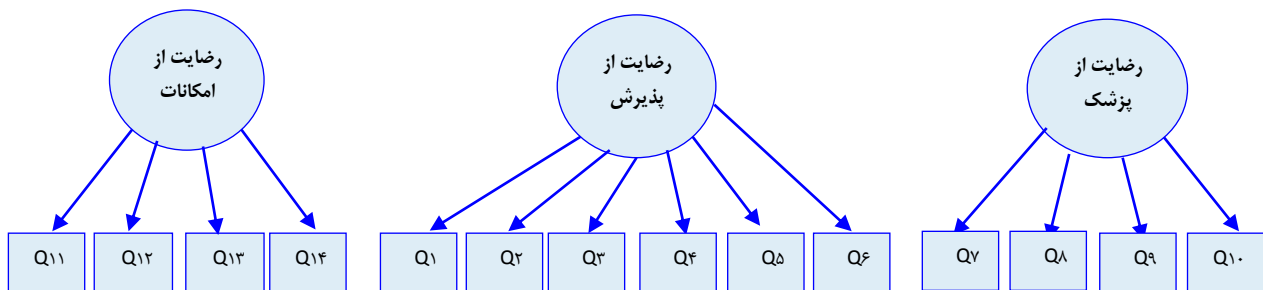 رضایت از
امکانات
رضایت از
پذیرش
رضایت از
پزشک
Q۱۱
Q۱۲
Q۱۳
Q۱۴
Q۱
Q۲
Q۳
Q۴
Q۵
Q۶
Q۷
Q۸
Q۹
Q۱۰